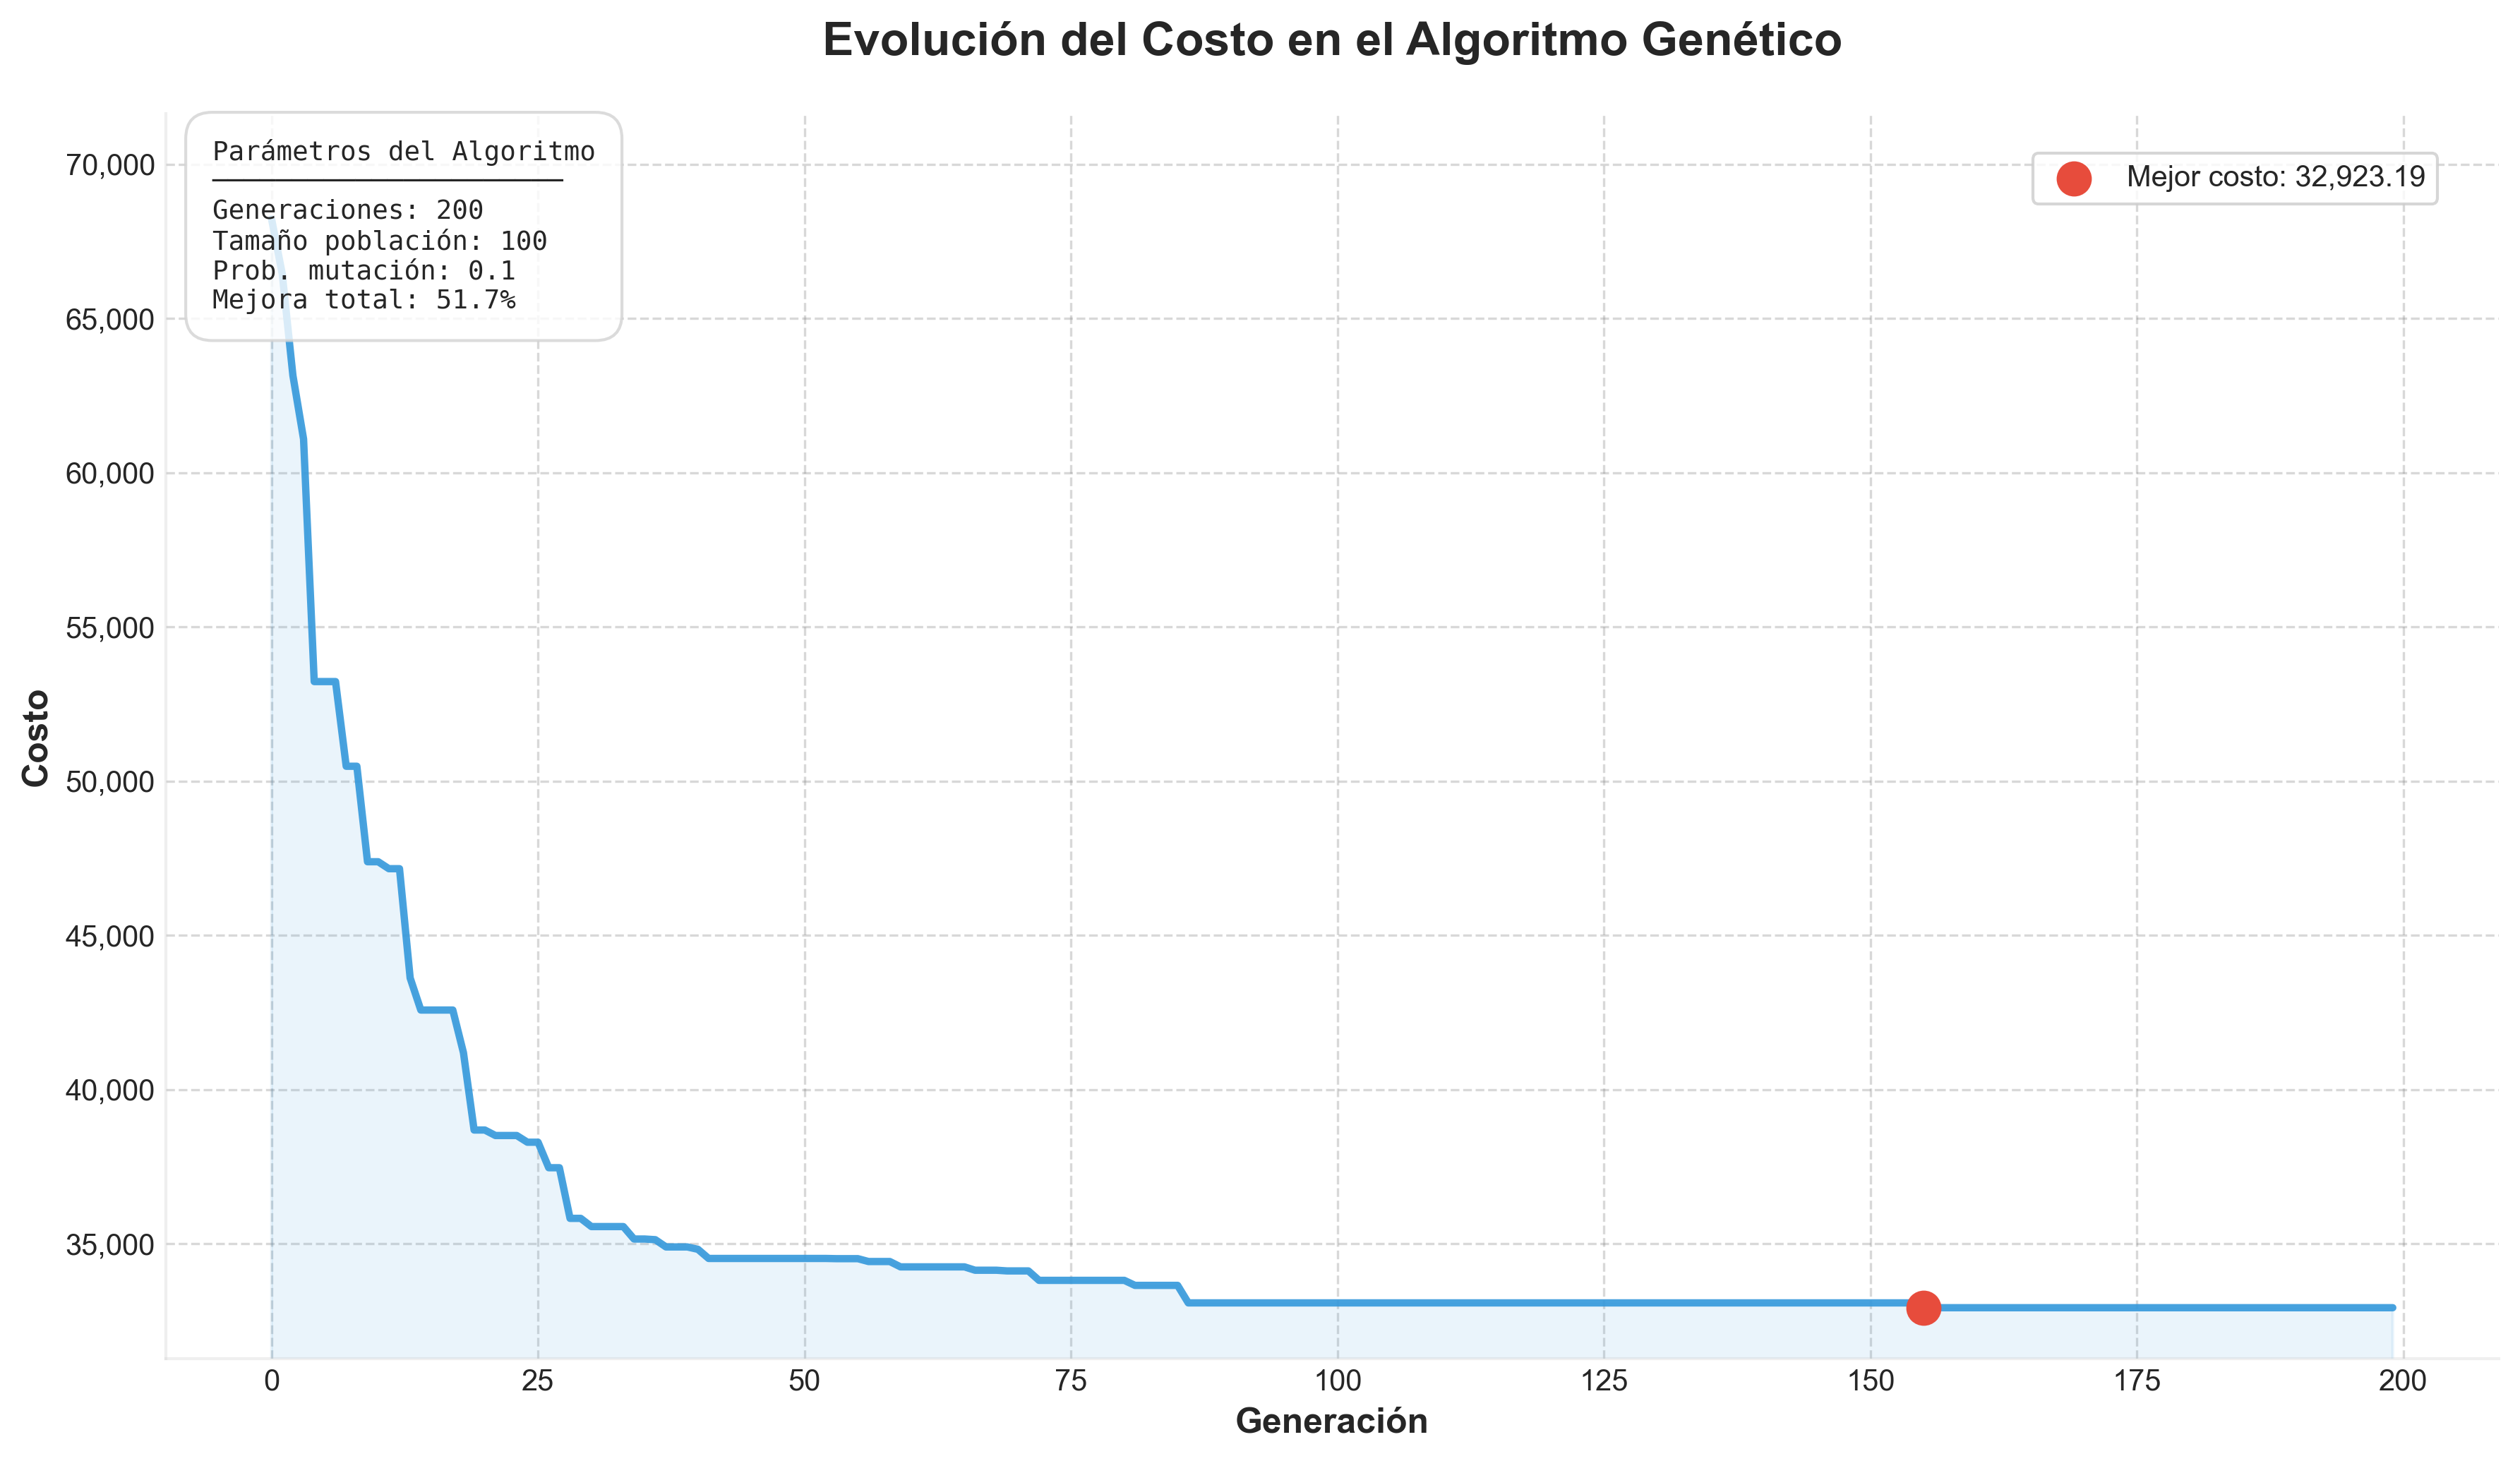 Evolución del Costo en el Algoritmo Genético
Parámetros del Algoritmo
Generaciones: 200
Tamaño población: 100
Prob. mutación: 0.1
Mejora total: 51.7%
Mejor costo: 32,923.19
Costo
70,000
65,000
60,000
55,000
50,000
45,000
40,000
35,000
0 25 50 75 100 125 150 175 200
Generación